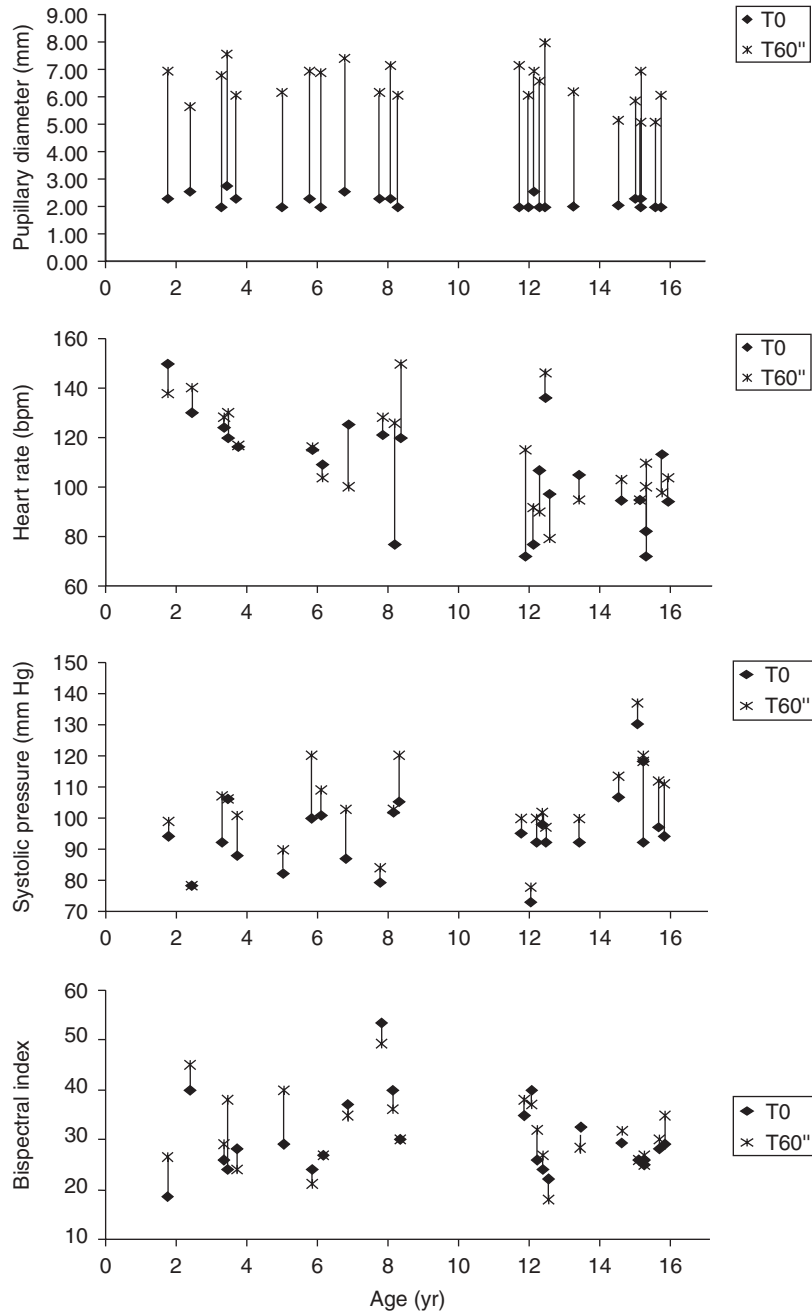 Pupillary diameter (mm)
9.00
8.00
7.00
6.00
5.00
4.00
3.00
2.00
1.00
0.00
0 2 4 6 8 10 12 14 16
T0
T60"
Heart rate (bpm)
160
140
120
100
80
60
0 2 4 6 8 10 12 14 16
T0
T60"
Systolic pressure (mm Hg)
150
140
130
120
110
100
90
80
70
0 2 4 6 8 10 12 14 16
T0
T60"
Bispectral index
60
50
40
30
20
10
0 2 4 6 8 10 12 14 16
Age (yr)
T0
T60"